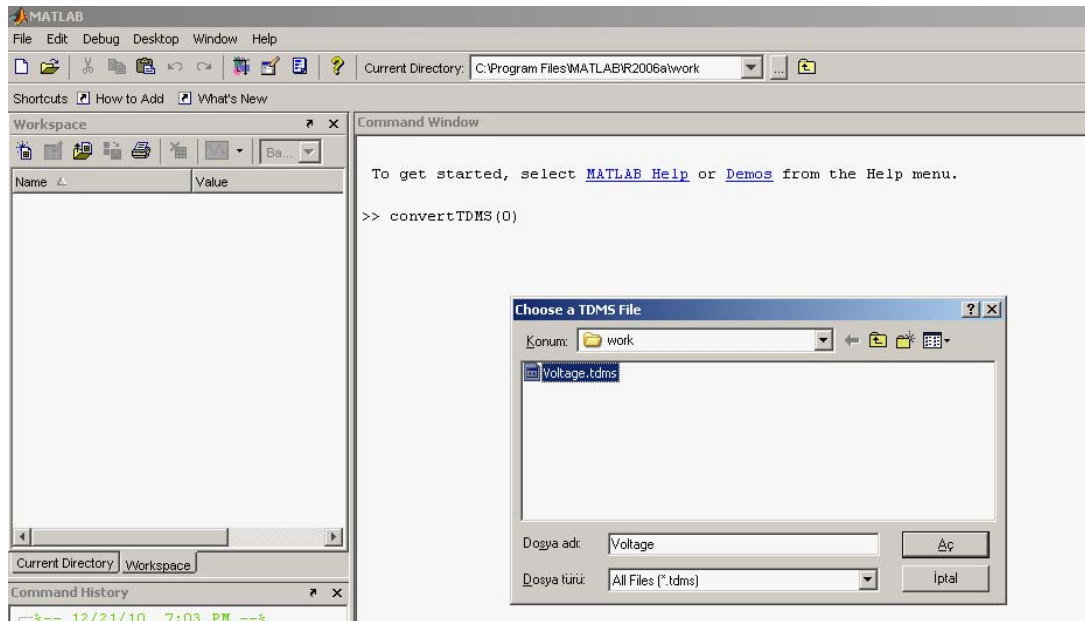 MATLAB
File Edit Debug Desktop Window Help
Current Directory: C:\Program Files\MATLAB\R2006a\work ...
Shortcuts How to Add What's New
Workspace
Ba...
Name Value
Command Window
To get started, select MATLAB Help or Demos from the Help menu.
>> convertTDMS(0)
Choose a TDMS File
Konum: work
Voltage.tdms
Dosya adı: Voltage Aç
Dosya türü: All Files (*.tdms) İptal
Current Directory Workspace
Command History
%-- 12/21/10 7:03 PM --%